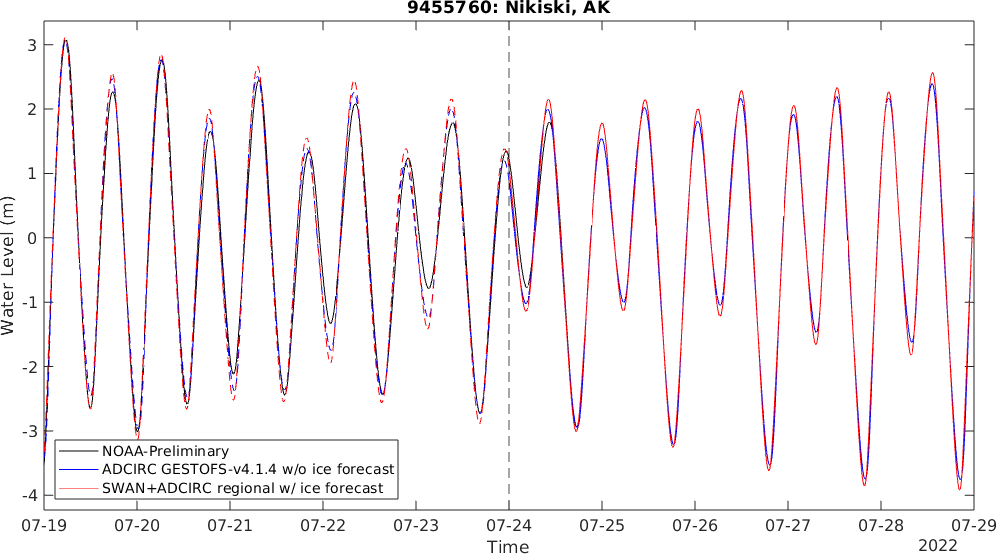 9455760: Nikiski, AK
Water Level (m)
3
2
1
0
-1
-2
-3
-4
NOAA-Preliminary
ADCIRC GESTOFS-v4.1.4 w/o ice forecast
SWAN+ADCIRC regional w/ ice forecast
07-19 07-20 07-21 07-22 07-23 07-24 07-25 07-26 07-27 07-28 07-29
Time
2022